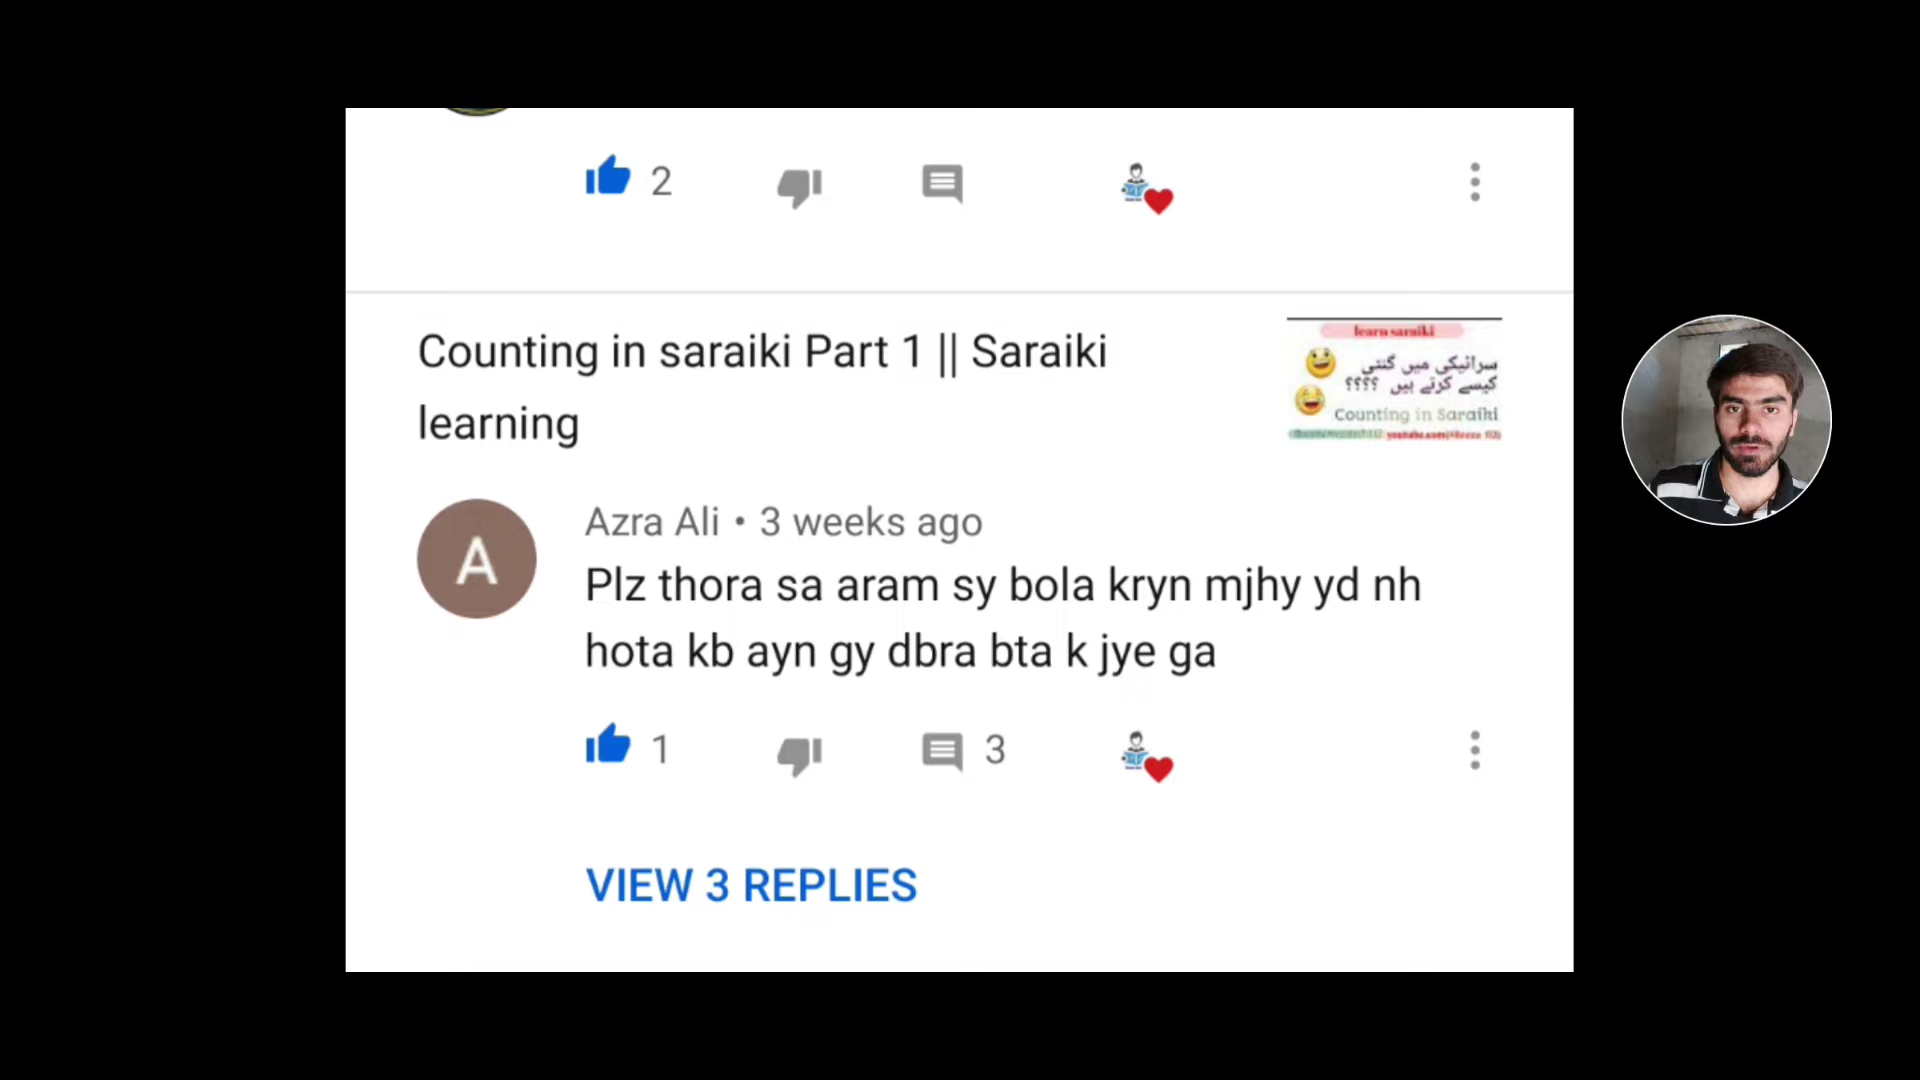 2
Counting in saraiki Part 1 || Saraiki
learning
learn saraiki
سرائیکی میں گنتی
کیسے کرتے ہیں ؟؟؟؟
Counting in Saraiki
A
Azra Ali • 3 weeks ago
Plz thora sa aram sy bola kryn mjhy yd nh
hota kb ayn gy dbra bta k jye ga
1
3
VIEW 3 REPLIES